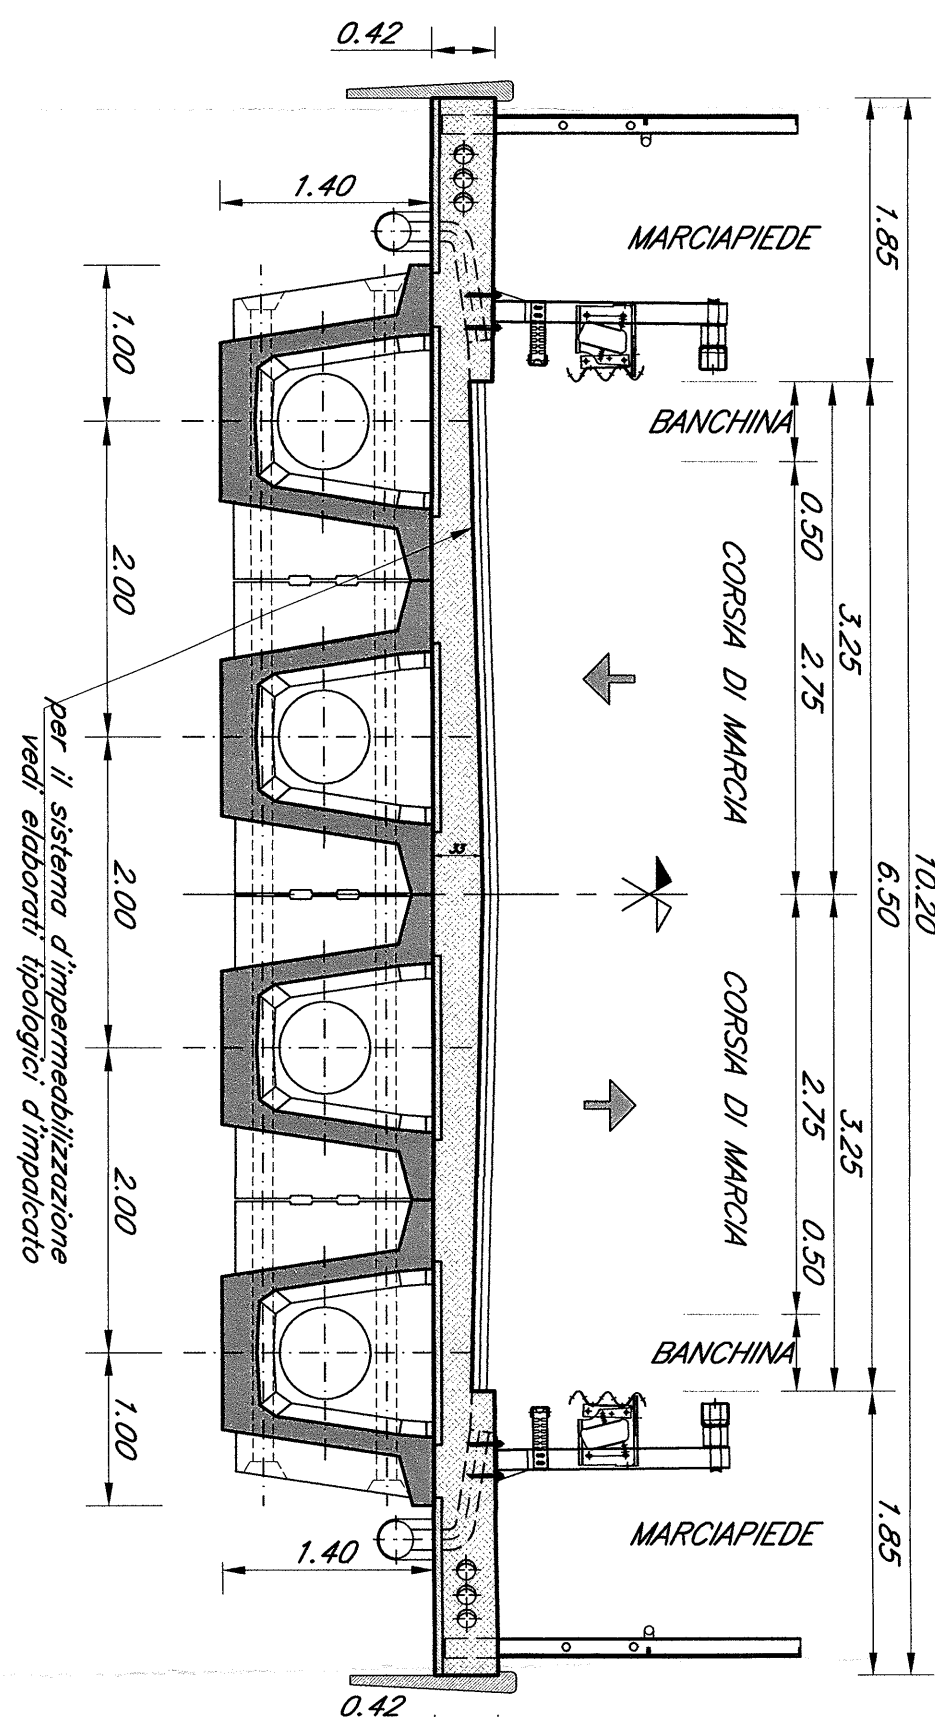 10.20
1.85
6.50
1.85
3.25
3.25
0.50
2.75
2.75
0.50
MARCIAPIEDE
BANCHINA
CORSIA DI MARCIA
CORSIA DI MARCIA
BANCHINA
MARCIAPIEDE
0.42
0.42
33
1.40
1.40
1.00
2.00
2.00
2.00
1.00
per il sistema d'impermeabilizzazione
vedi elaborati tipologici d'impalcato